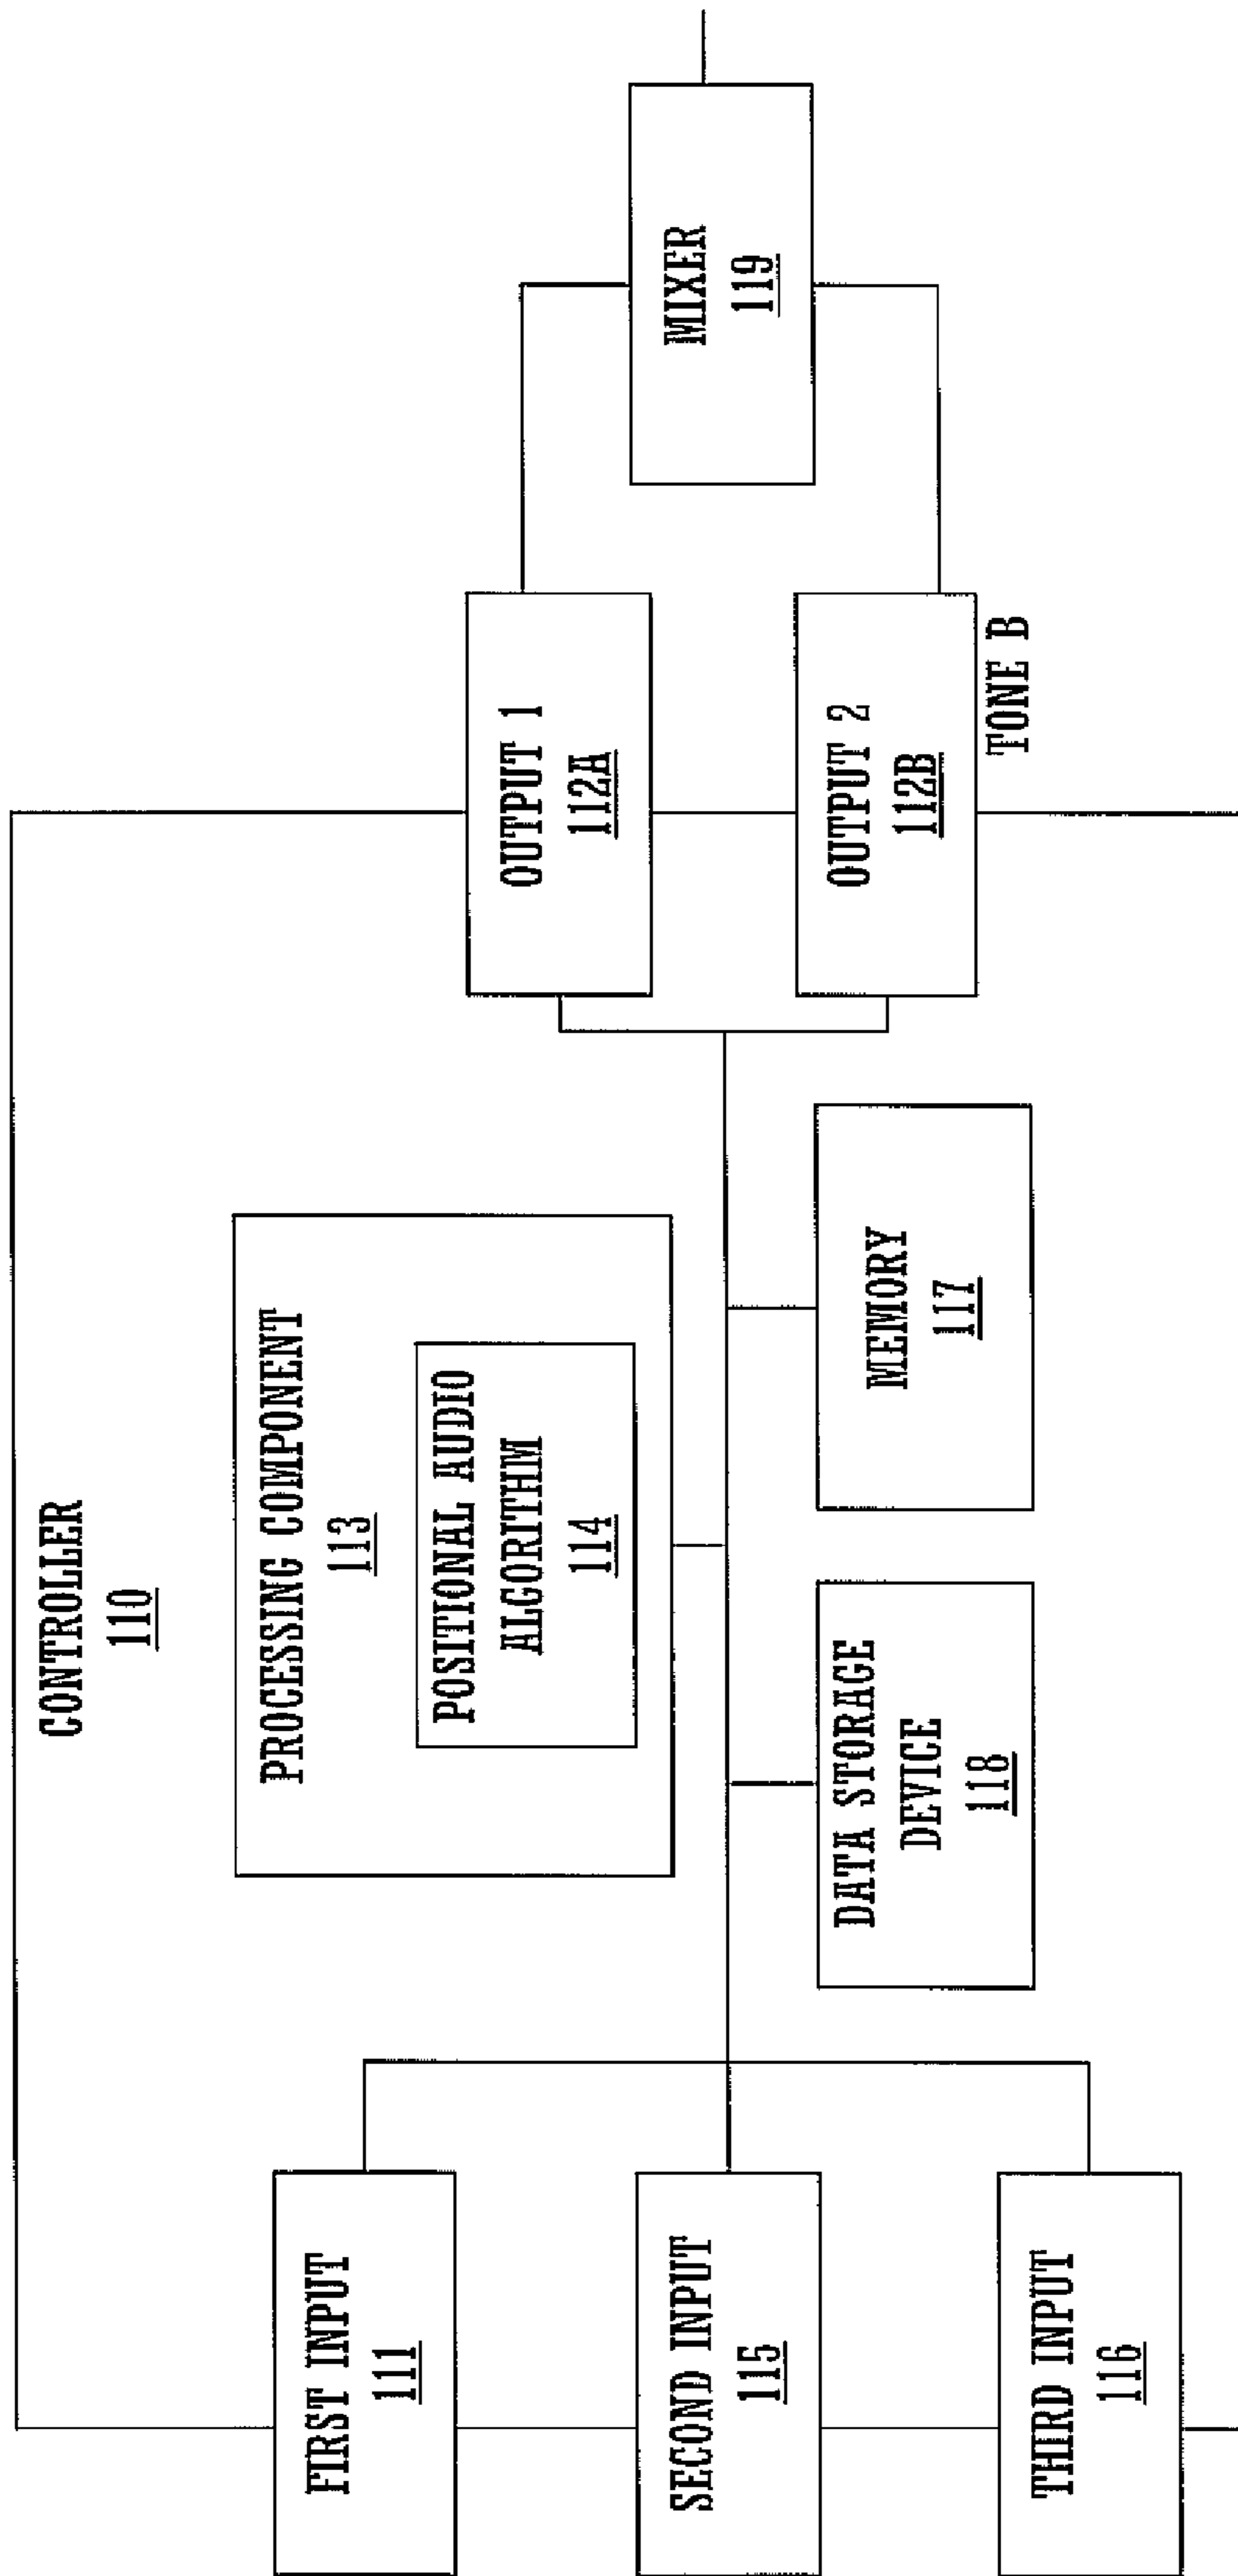 CONTROLLER
110
PROCESSING COMPONENT
113
POSITIONAL AUDIO
ALGORITHM
114
FIRST INPUT
111
SECOND INPUT
115
THIRD INPUT
116
DATA STORAGE
DEVICE
118
MEMORY
117
OUTPUT 1
112A
OUTPUT 2
112B
TONE B
MIXER
119